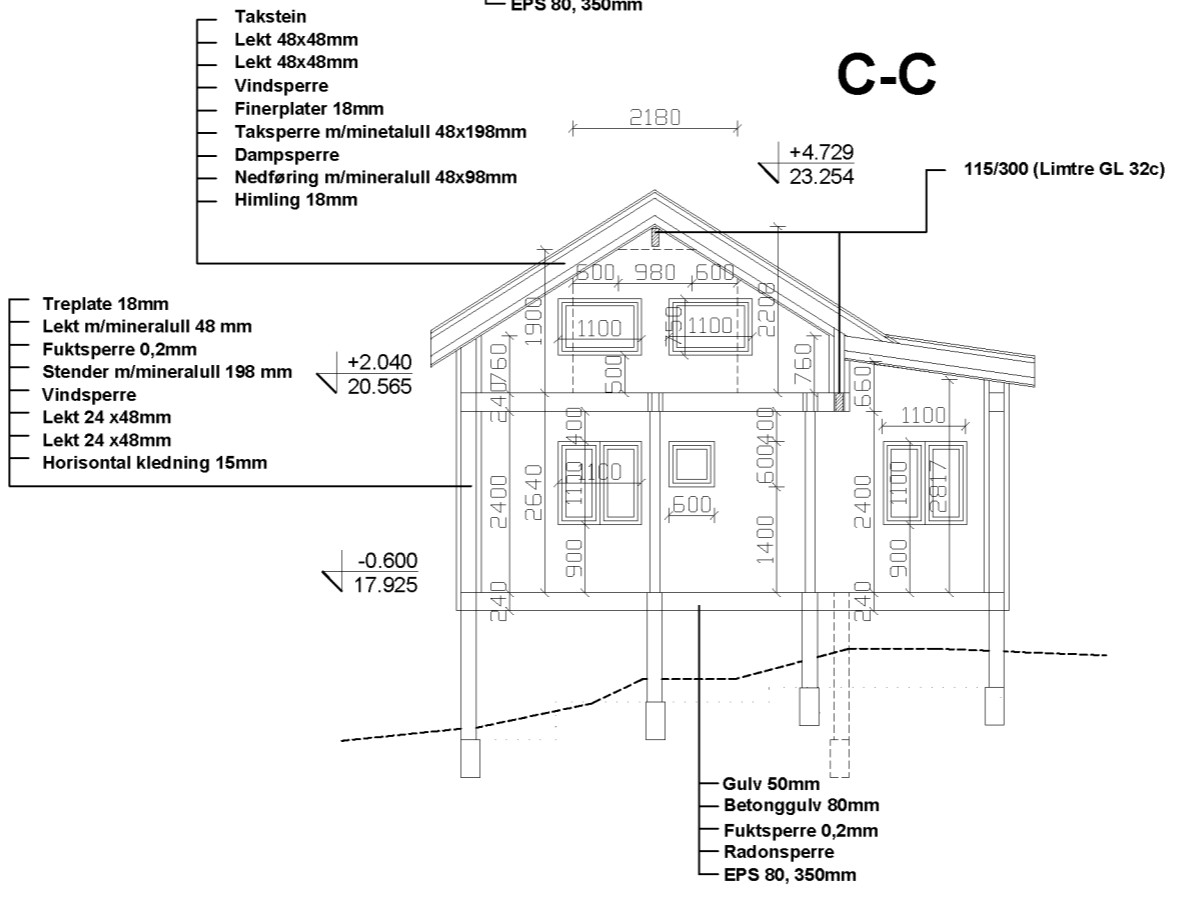 EPS 80, 350mm
Takstein
Lekt 48x48mm
Lekt 48x48mm
Vindsperre
Finerplater 18mm
Taksperre m/minetalull 48x198mm
Dampsperre
Nedføring m/mineralull 48x98mm
Himling 18mm
C-C
2180
+4.729
23.254
115/300 (Limtre GL 32c)
600 980 600
1900
1100
750
1100
2208
500
760
760
Treplate 18mm
Lekt m/mineralull 48 mm
Fuktsperre 0,2mm
Stender m/mineralull 198 mm
Vindsperre
Lekt 24 x48mm
Lekt 24 x48mm
Horisontal kledning 15mm
+2.040
20.565
240
660
400
400
1100
2400
2640
1100
1100
600
600
2400
1100
2817
900
1400
900
240
240
-0.600
17.925
Gulv 50mm
Betonggulv 80mm
Fuktsperre 0,2mm
Radonsperre
EPS 80, 350mm